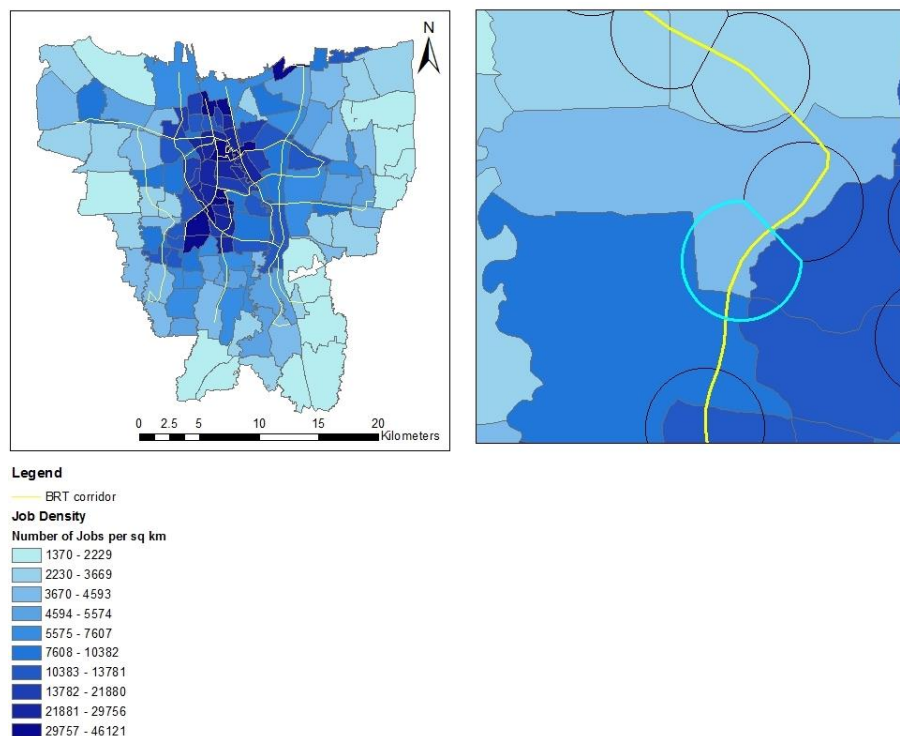 N
0 2.5 5 10 15 20
Kilometers
Legend
BRT corridor
Job Density
Number of Jobs per sq km
1370 - 2229
2230 - 3669
3670 - 4593
4594 - 5574
5575 - 7607
7608 - 10382
10383 - 13781
13782 - 21880
21881 - 29756
29757 - 46121